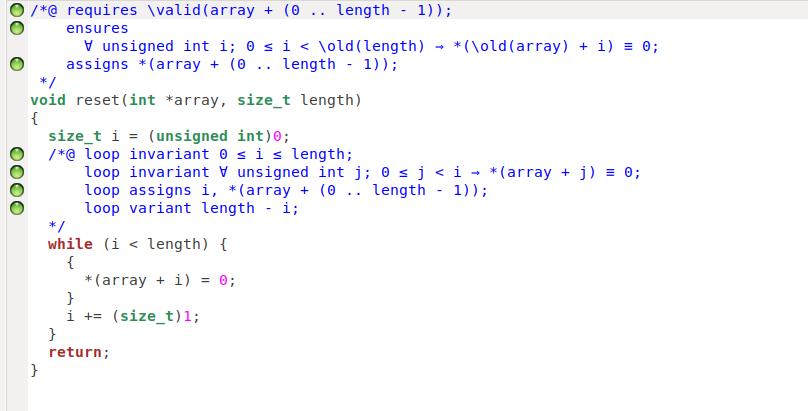 /*@ requires \valid(array + (0 .. length - 1));
    ensures
      ∀ unsigned int i; 0 ≤ i < \old(length) ⇒ *(\old(array) + i) ≡ 0;
    assigns *(array + (0 .. length - 1));
 */
void reset(int *array, size_t length)
{
  size_t i = (unsigned int)0;
  /*@ loop invariant 0 ≤ i ≤ length;
      loop invariant ∀ unsigned int j; 0 ≤ j < i ⇒ *(array + j) ≡ 0;
      loop assigns i, *(array + (0 .. length - 1));
      loop variant length - i;
  */
  while (i < length) {
    {
      *(array + i) = 0;
    }
    i += (size_t)1;
  }
  return;
}